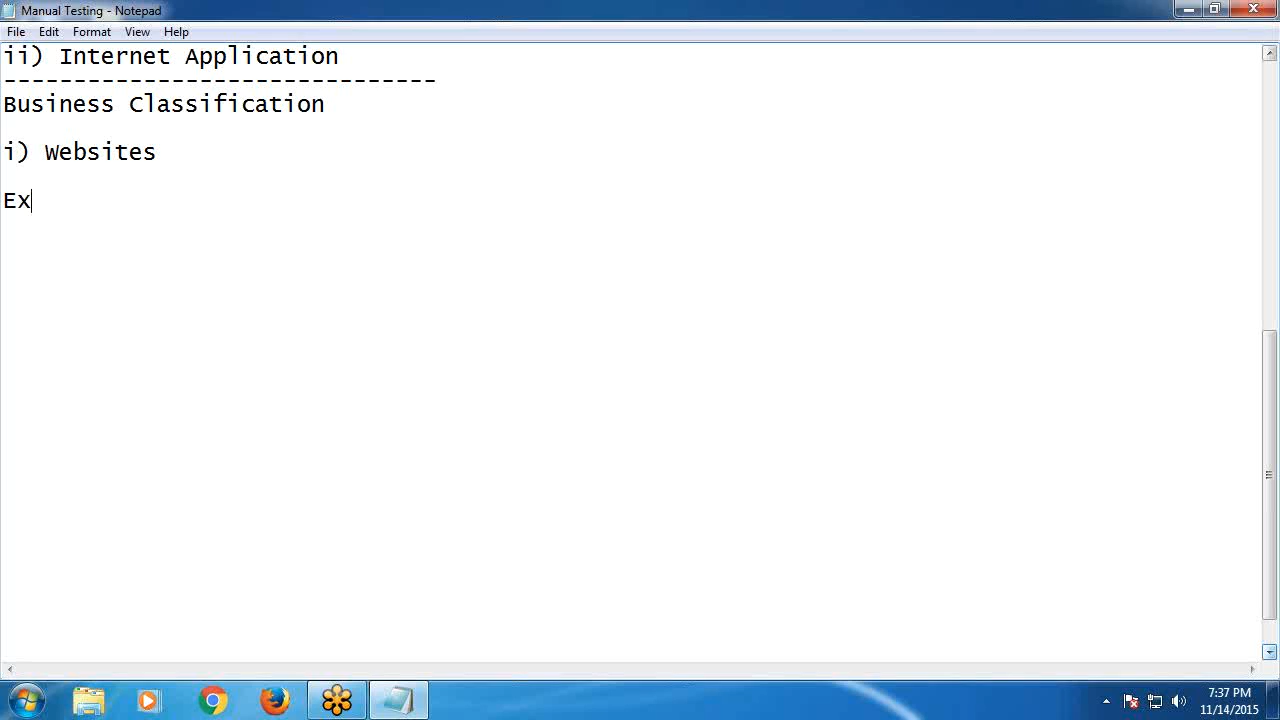 Manual Testing - Notepad
File Edit Format View Help
ii) Internet Application
-------------------------------
Business Classification
i) Websites
Ex
7:37 PM
11/14/2015